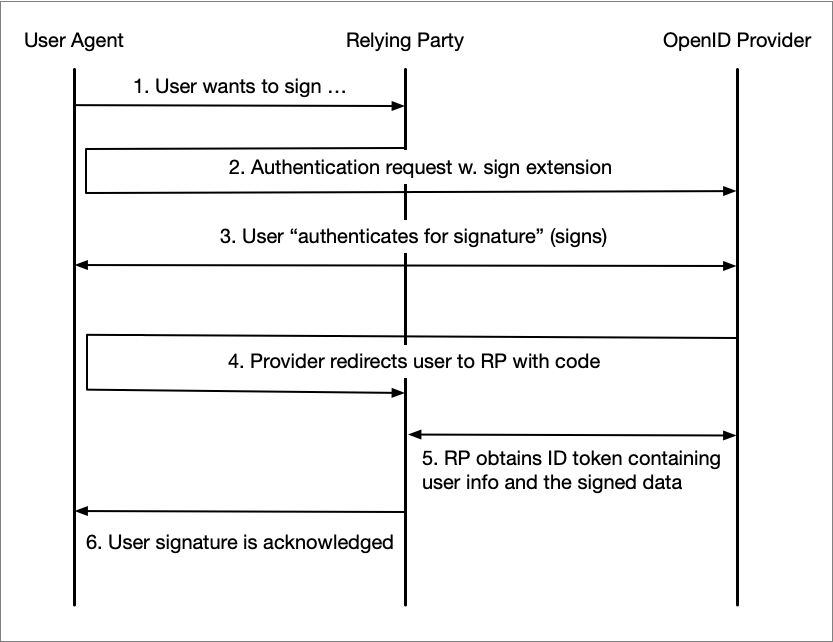 User Agent
Relying Party
OpenID Provider
1. User wants to sign …
2. Authentication request w. sign extension
3. User “authenticates for signature” (signs)
4. Provider redirects user to RP with code
5. RP obtains ID token containing
user info and the signed data
6. User signature is acknowledged